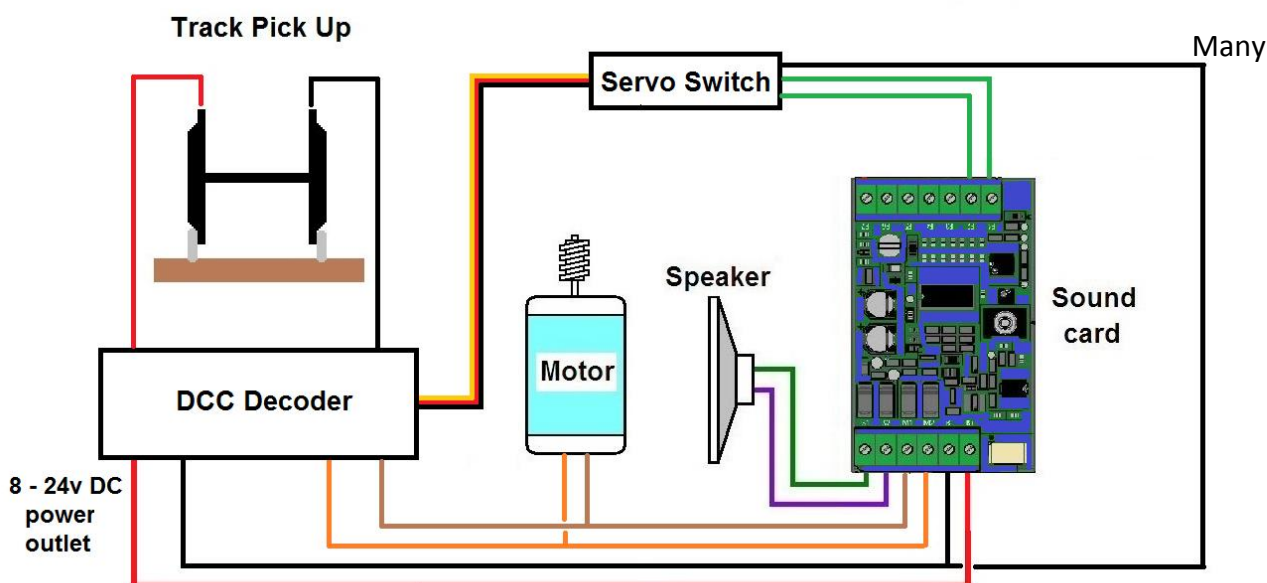 Track Pick Up
Many
Servo Switch
Speaker
Sound
card
Motor
DCC Decoder
8 - 24v DC
power
outlet